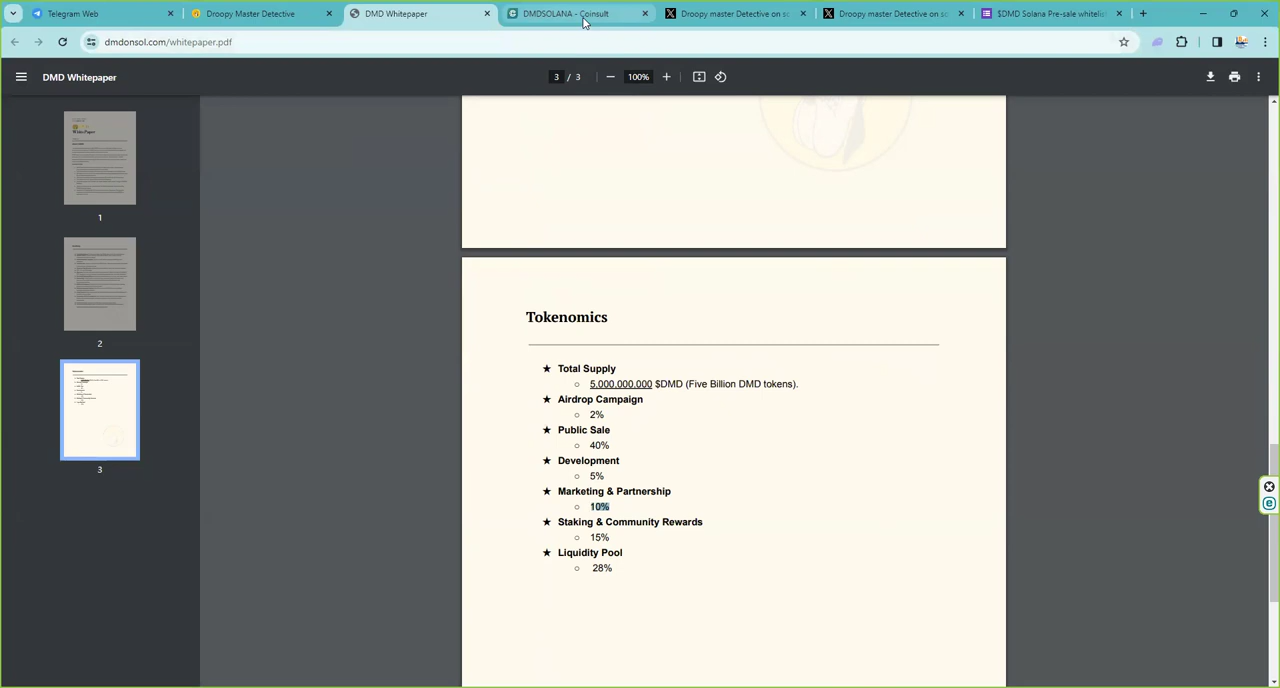 Telegram Web
Droopy Master Detective
DMD Whitepaper
DMDSOLANA - Coinsult
Droopy master Detective on sc
Droopy master Detective on sc
$DMD Solana Pre-sale whitelis
dmdonsol.com/whitepaper.pdf
DMD Whitepaper
3 / 3
100%
1
2
3
Tokenomics
★ Total Supply
○ 5.000.000.000 $DMD (Five Billion DMD tokens).
★ Airdrop Campaign
○ 2%
★ Public Sale
○ 40%
★ Development
○ 5%
★ Marketing & Partnership
○ 10%
★ Staking & Community Rewards
○ 15%
★ Liquidity Pool
○ 28%